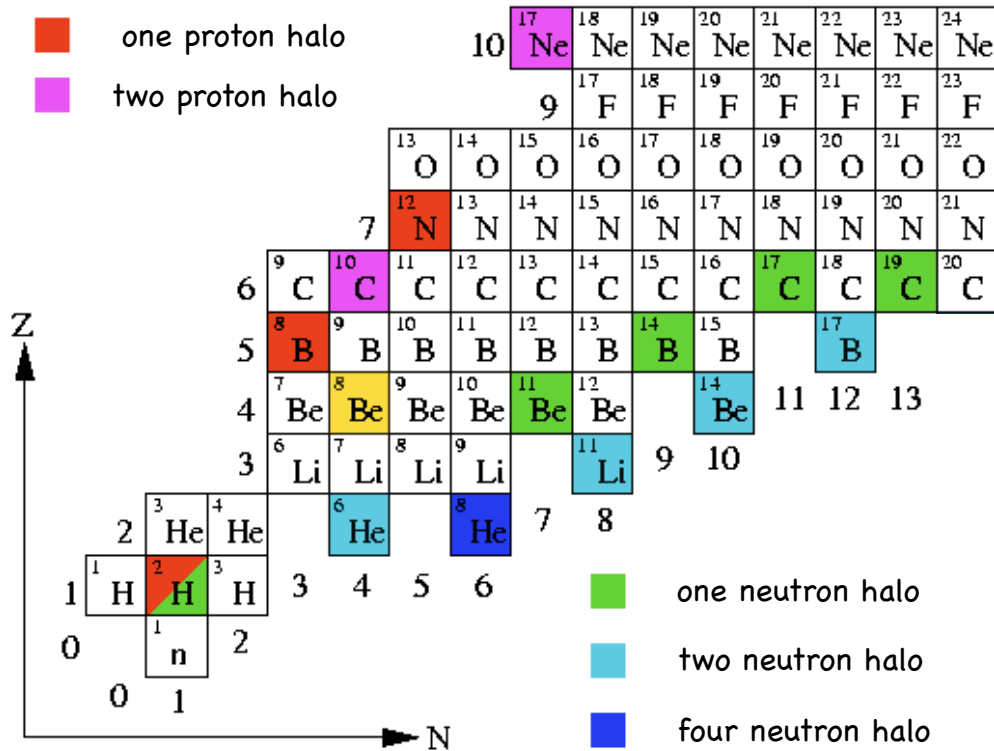 one proton halo
two proton halo
10 17 Ne 18 Ne 19 Ne 20 Ne 21 Ne 22 Ne 23 Ne 24 Ne
9 17 F 18 F 19 F 20 F 21 F 22 F 23 F
13 O 14 O 15 O 16 O 17 O 18 O 19 O 20 O 21 O 22 O
7 12 N 13 N 14 N 15 N 16 N 17 N 18 N 19 N 20 N 21 N
6 9 C 10 C 11 C 12 C 13 C 14 C 15 C 16 C 17 C 18 C 19 C 20 C
Z
5 8 B 9 B 10 B 11 B 12 B 13 B 14 B 15 B 17 B
4 7 Be 8 Be 9 Be 10 Be 11 Be 12 Be 14 Be 11 12 13
3 6 Li 7 Li 8 Li 9 Li 11 Li 9 10
2 3 He 4 He 6 He 8 He 7 8
1 1 H 2 H 3 H 3 4 5 6
0 1 n 2
0 1
N
one neutron halo
two neutron halo
four neutron halo